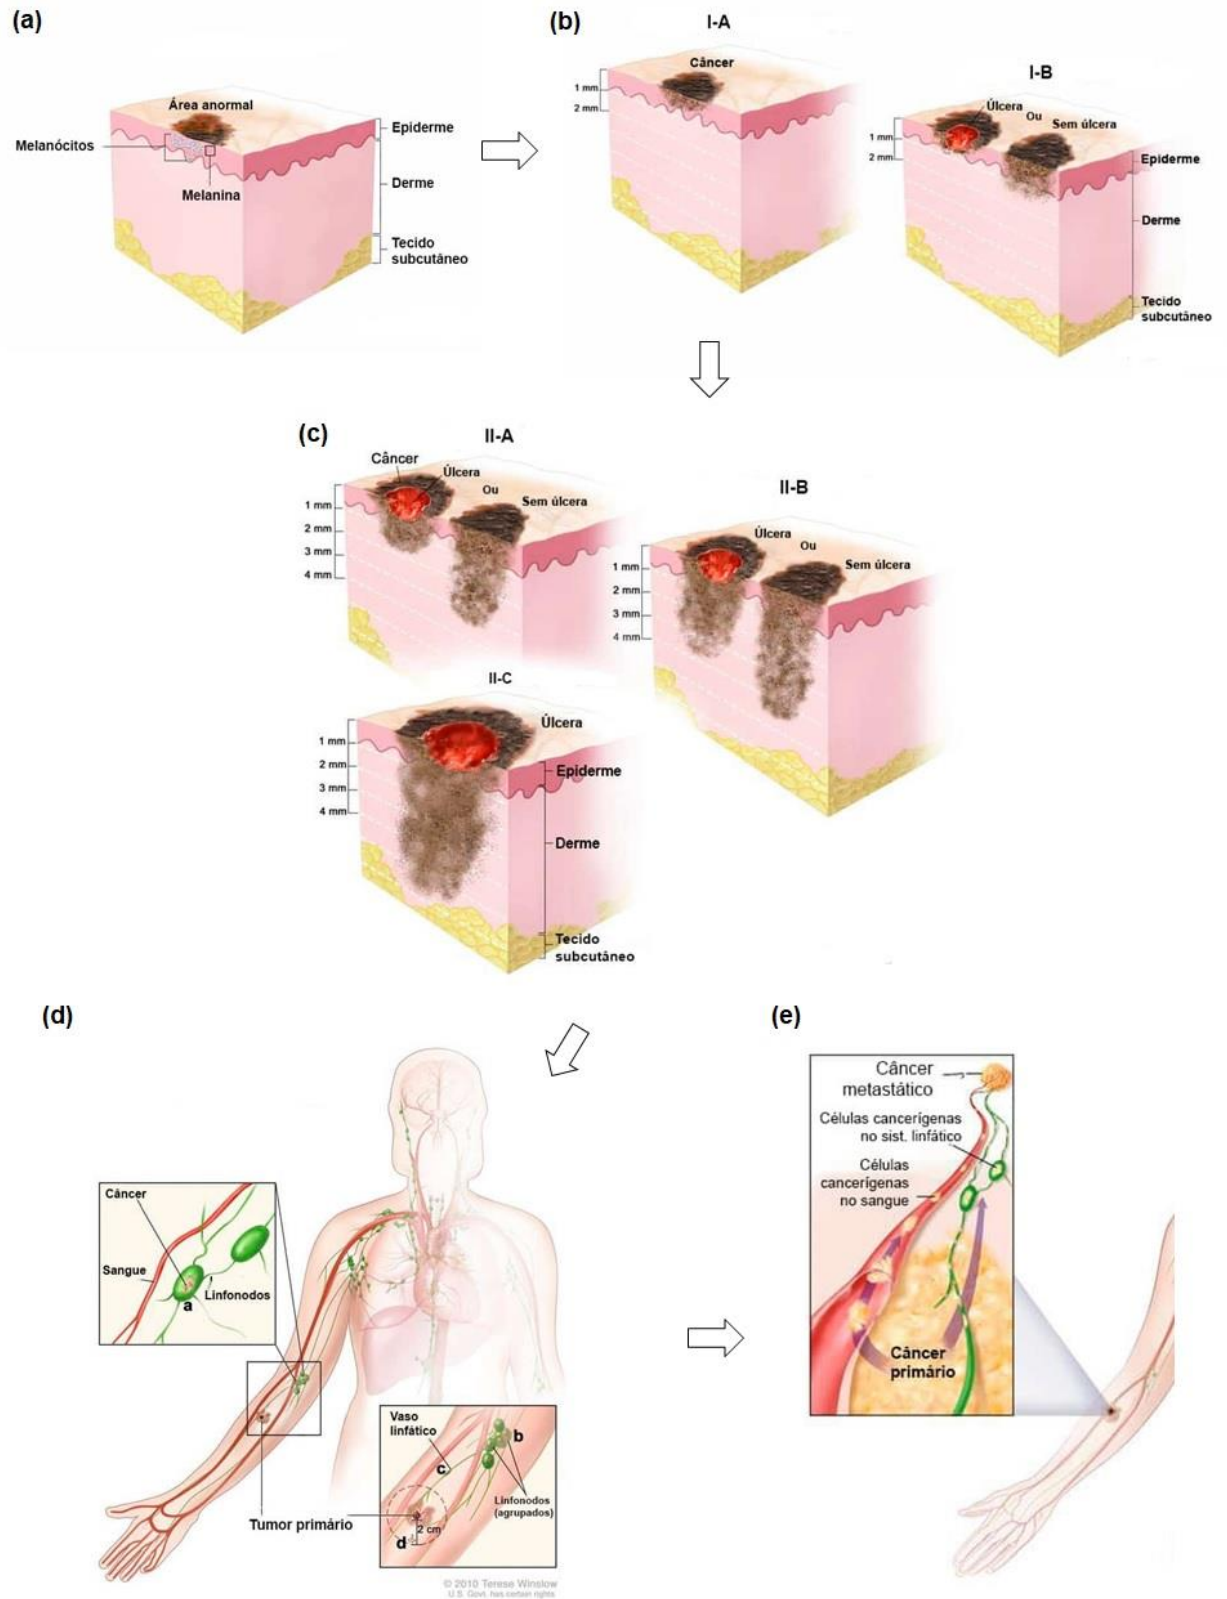 (a)
Área anormal
Melanócitos
Melanina
Epiderme
Derme
Tecido
subcutâneo
(b)
I-A
Câncer
1 mm
2 mm
I-B
Úlcera
Ou
Sem úlcera
1 mm
2 mm
Epiderme
Derme
Tecido
subcutâneo
(c)
II-A
Câncer
Úlcera
Ou
Sem úlcera
1 mm
2 mm
3 mm
4 mm
II-B
Úlcera
Ou
Sem úlcera
1 mm
2 mm
3 mm
4 mm
II-C
Úlcera
1 mm
2 mm
3 mm
4 mm
Epiderme
Derme
Tecido
subcutâneo
(d)
Câncer
Sangue
Linfonodos
a
Vaso
linfático
b
c
Linfonodos
(agrupados)
2 cm
d
Tumor primário
© 2010 Terese Winslow
U.S. Govt. has certain rights
(e)
Câncer
metastático
Células cancerígenas
no sist. linfático
Células
cancerígenas
no sangue
Câncer
primário